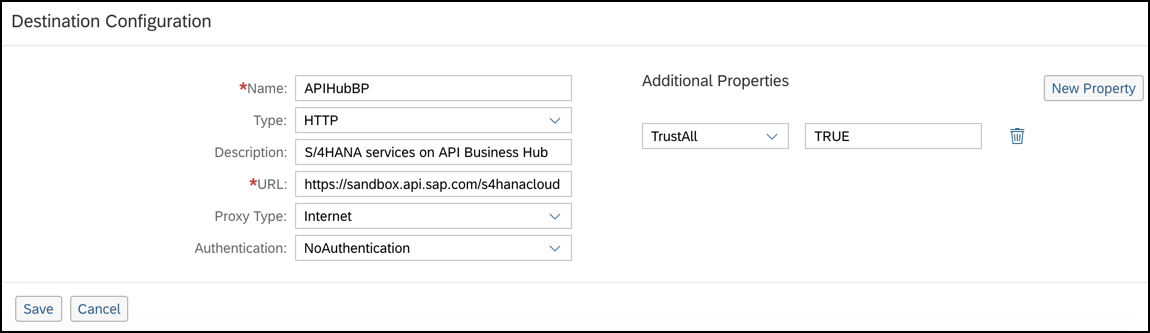 Destination Configuration
*Name: APIHubBP
Type: HTTP
Description: S/4HANA services on API Business Hub
*URL: https://sandbox.api.sap.com/s4hanacloud
Proxy Type: Internet
Authentication: NoAuthentication
Additional Properties
New Property
TrustAll TRUE
Save Cancel